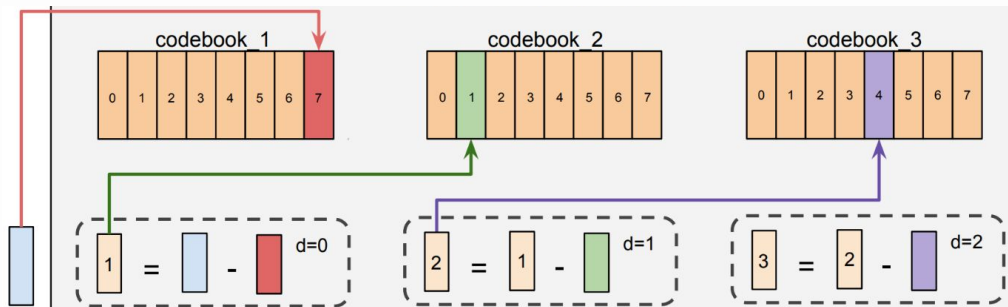 codebook_1 codebook_2 codebook_3
0 1 2 3 4 5 6 7 0 1 2 3 4 5 6 7 0 1 2 3 4 5 6 7
1 = - d=0 2 = 1 - d=1 3 = 2 - d=2